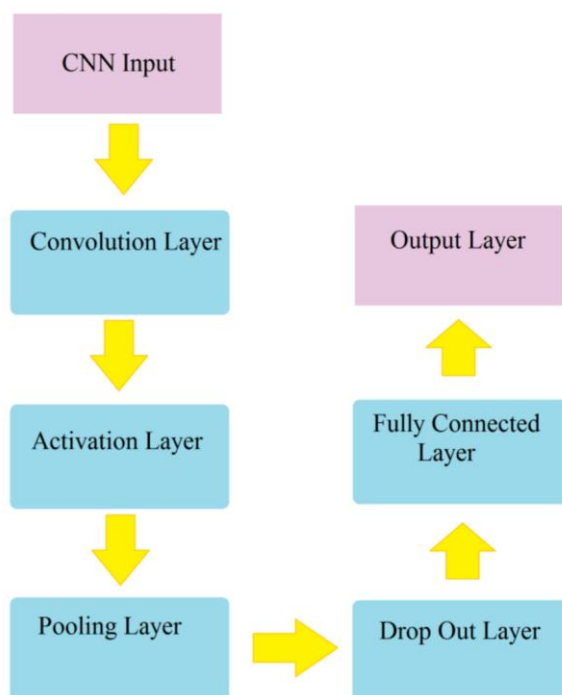 CNN Input
Convolution Layer
Activation Layer
Pooling Layer
Drop Out Layer
Fully Connected
Layer
Output Layer